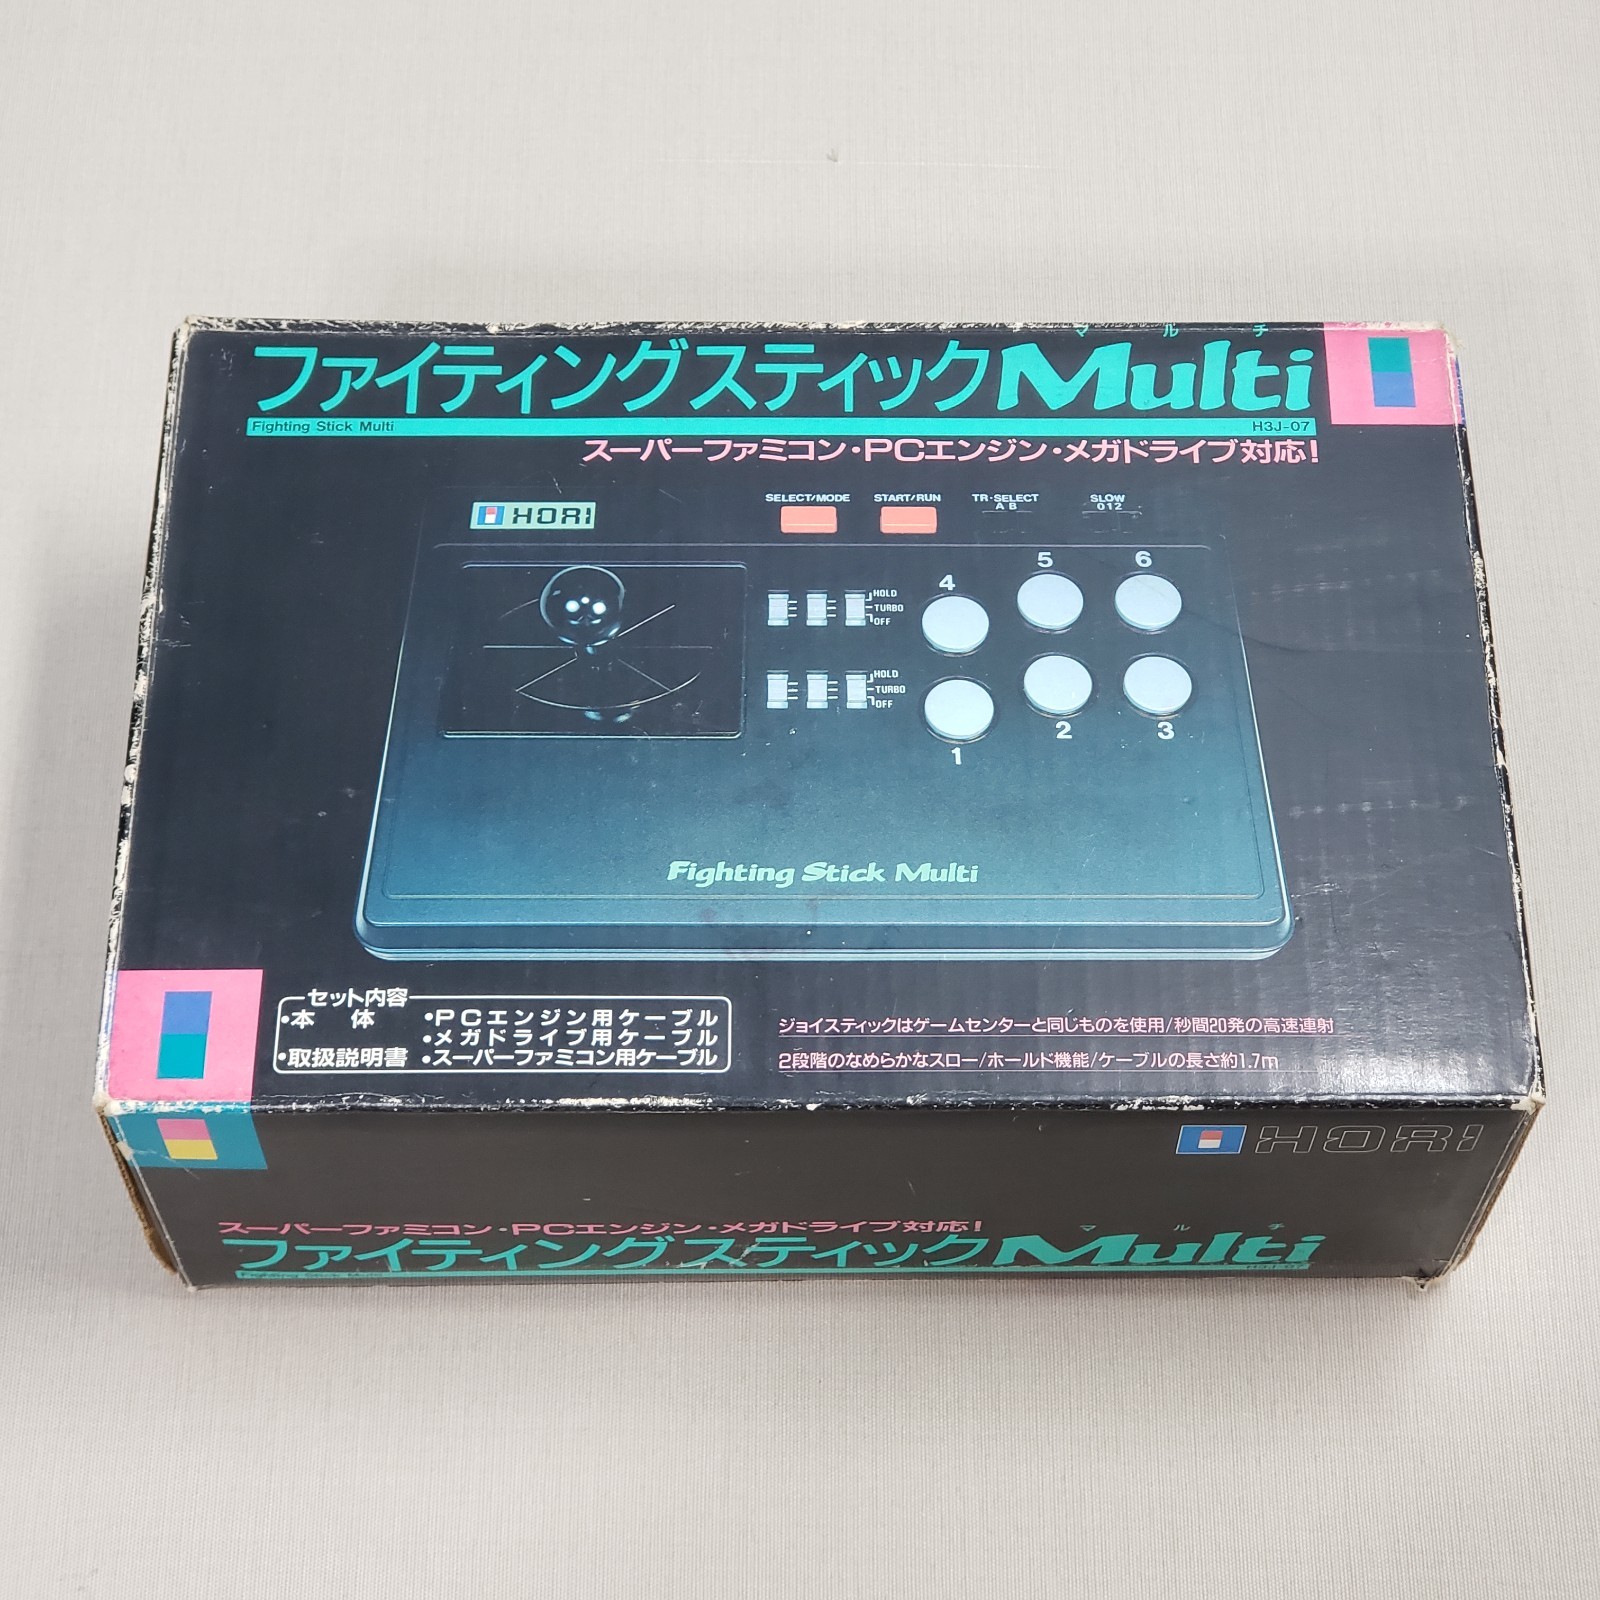 マルチ
ファイティングスティックMulti
Fighting Stick Multi H3J-07
スーパーファミコン・PCエンジン・メガドライブ対応!
HORI
SELECT/MODE START/RUN TR-SELECT SLOW
A B 0 1 2
HOLD
TURBO
OFF
HOLD
TURBO
OFF
4 5 6
1 2 3
Fighting Stick Multi
セット内容
・本 体 ・PCエンジン用ケーブル
・メガドライブ用ケーブル
・取扱説明書 ・スーパーファミコン用ケーブル
ジョイスティックはゲームセンターと同じものを使用/秒間20発の高速連射
2段階のなめらかなスロー/ホールド機能/ケーブルの長さ約1.7m
HORI
スーパーファミコン・PCエンジン・メガドライブ対応!
マルチ
ファイティングスティックMulti
Fighting Stick Multi H3J-07